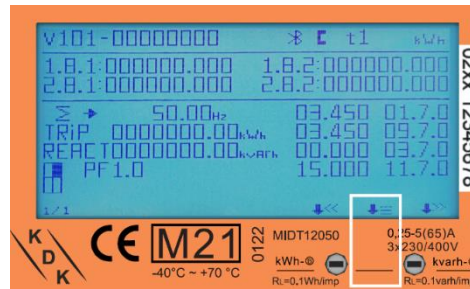 v101-00000000 t1 kWh
1.8.1:000000.000 1.8.2:000000.000
2.8.1:000000.000 2.8.2:000000.000
Σ 50.00Hz 03.450 01.7.0
TRiP 0000000.00kWh 03.450 09.7.0
REACT0000000.00kvArh 00.000 03.7.0
PF1.0 15.000 11.7.0
1/1
02XX 12345678
K D K
CE M21 0122
-40°C ~ +70 °C
MIDT12050 0,25-5(65)A
3x230/400V
kWh- kvarh-
RL=0.1Wh/imp RL=0.1varh/im